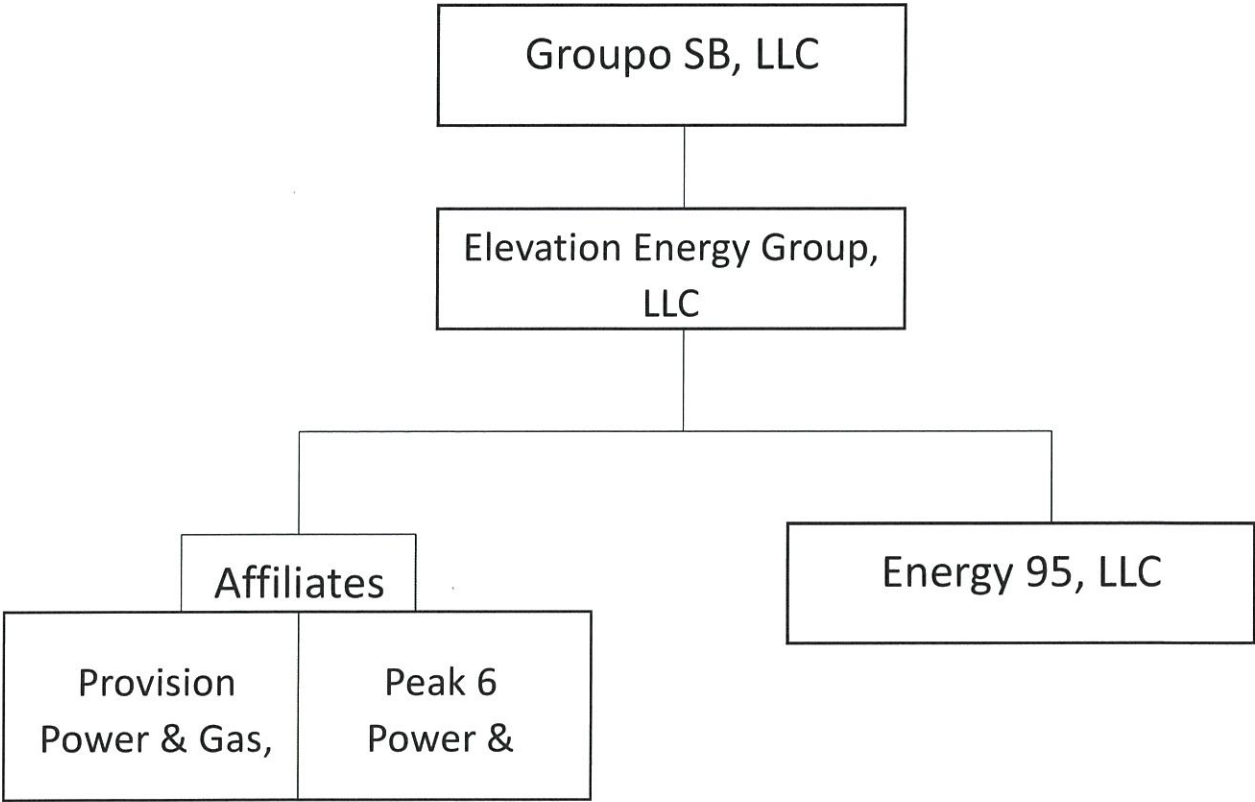 Groupo SB, LLC
Elevation Energy Group,
LLC
Affiliates
Energy 95, LLC
Provision
Power & Gas,
Peak 6
Power &